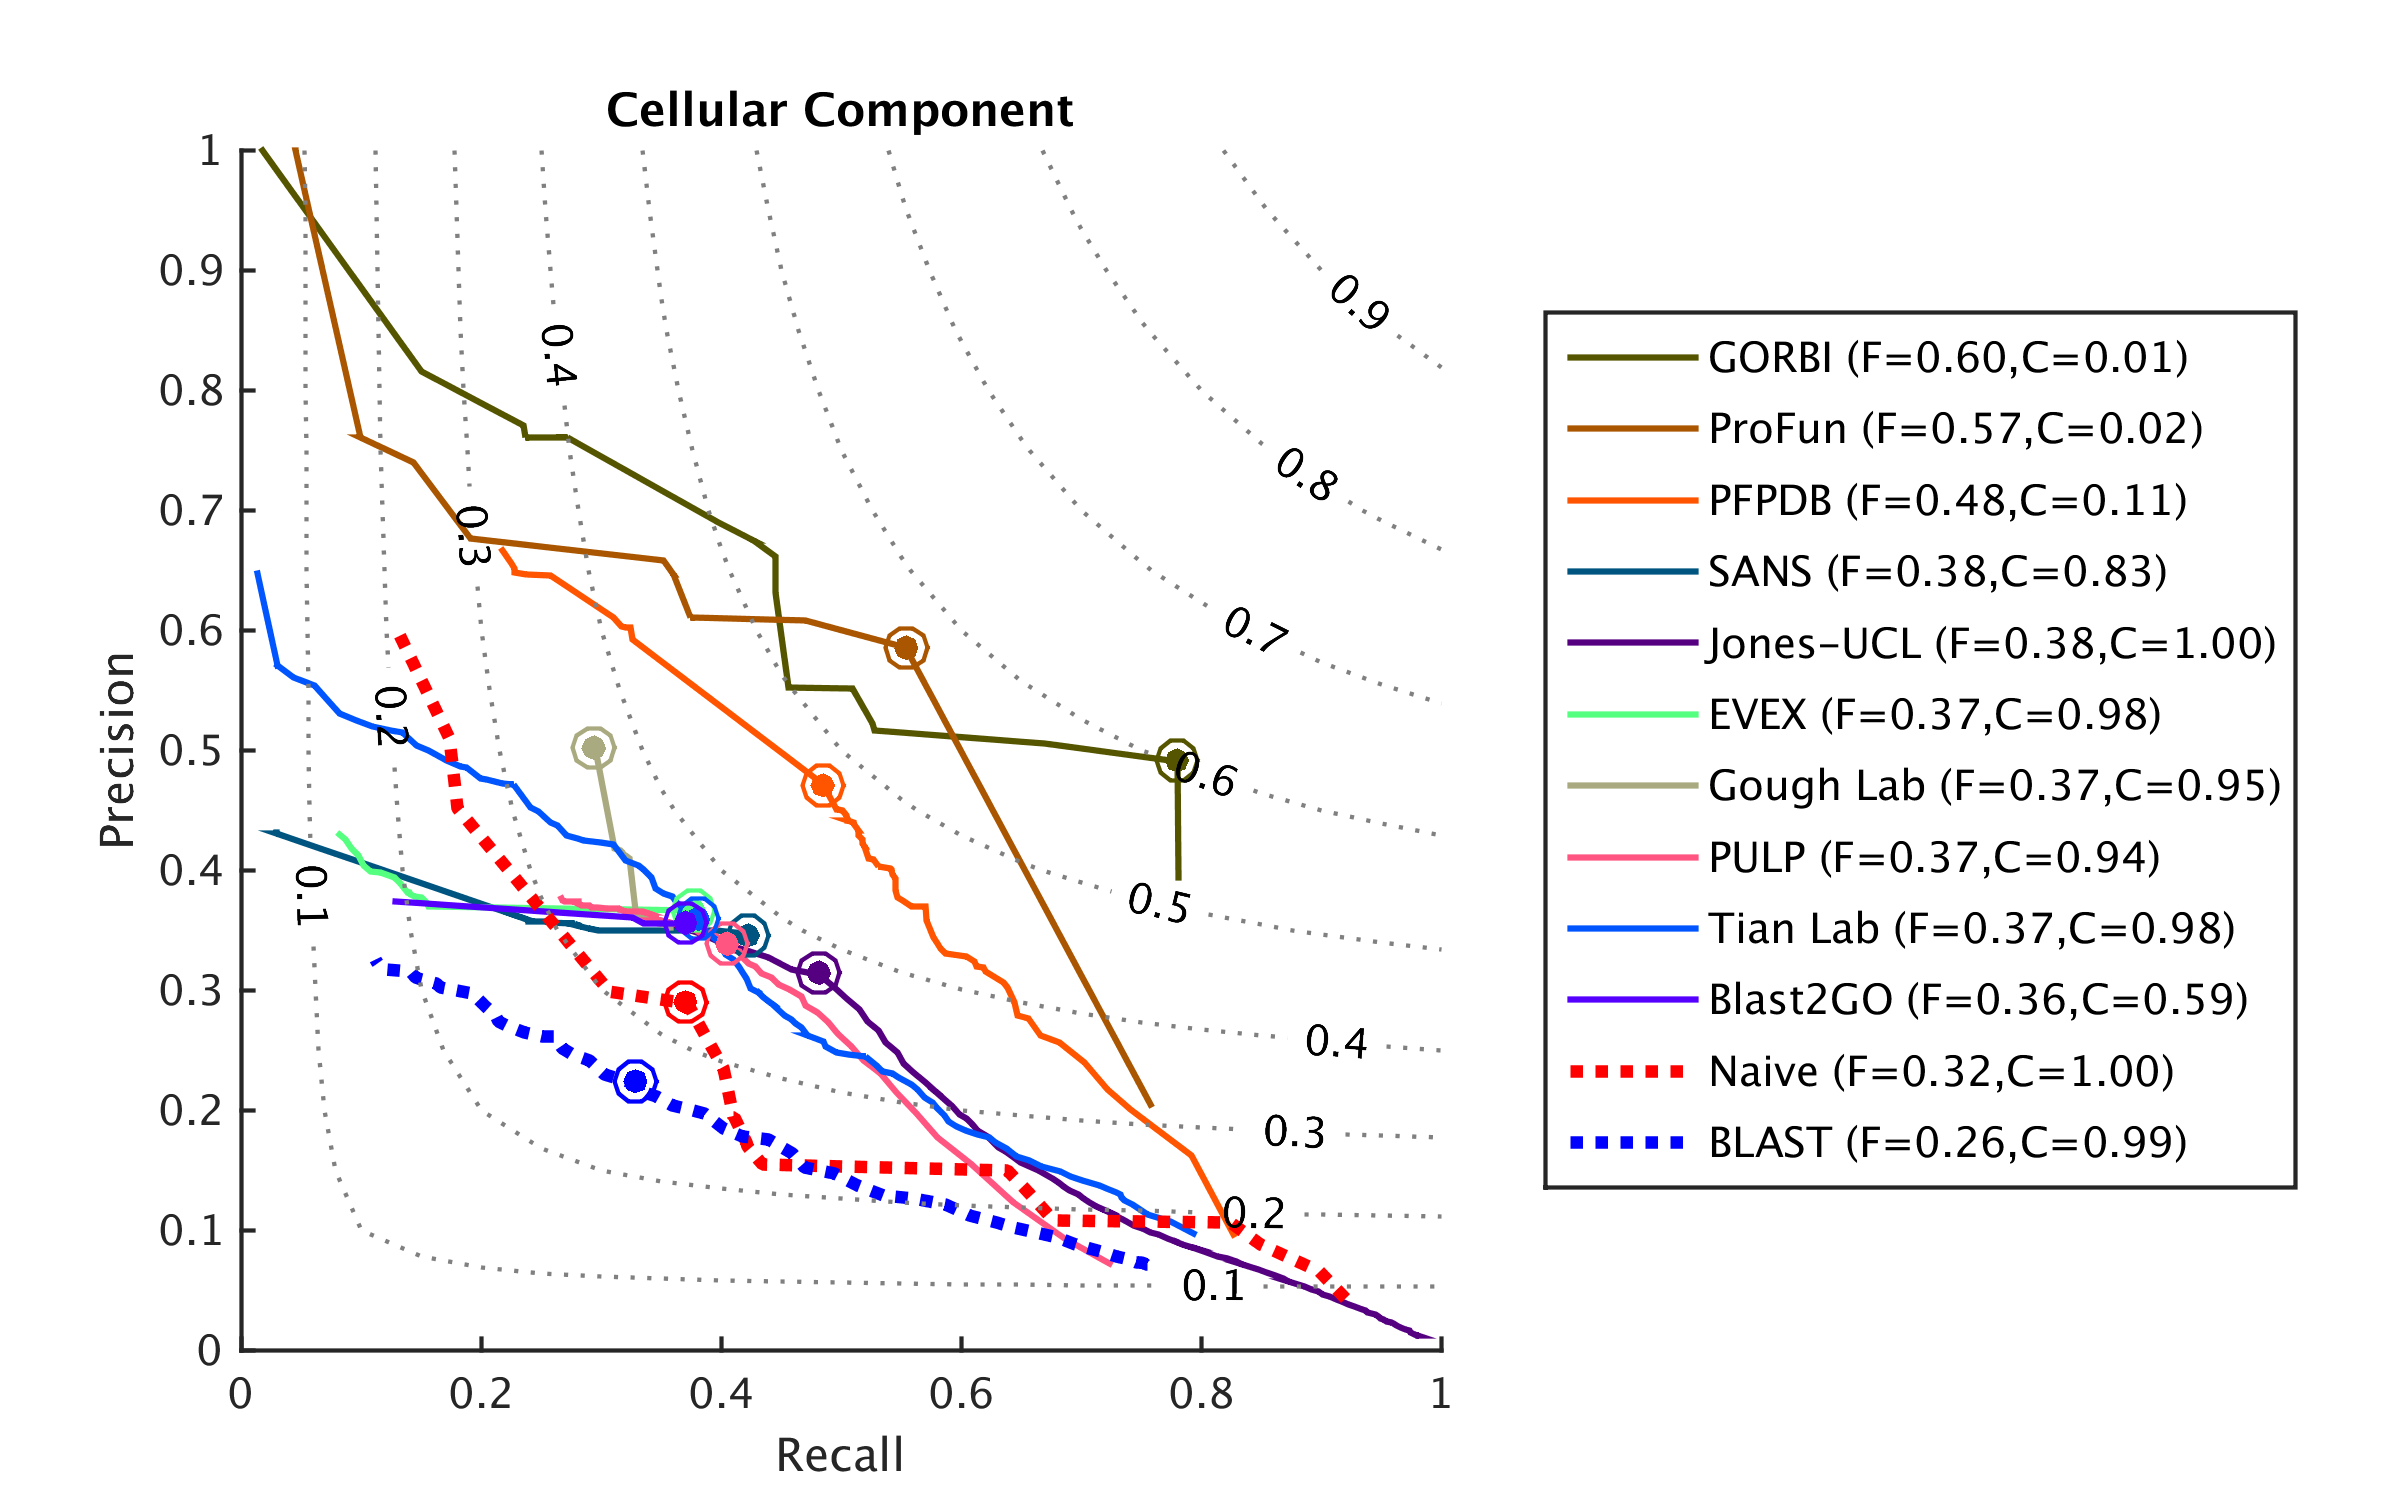 Cellular Component
1
0.9
0.8
0.7
0.6
0.5
0.4
0.3
0.2
0.1
0
0
0.2
0.4
0.6
0.8
1
Precision
Recall
0.1
0.2
0.3
0.4
0.9
0.8
0.7
0.6
0.5
0.4
0.3
0.2
0.1
GORBI (F=0.60,C=0.01)
ProFun (F=0.57,C=0.02)
PFPDB (F=0.48,C=0.11)
SANS (F=0.38,C=0.83)
Jones-UCL (F=0.38,C=1.00)
EVEX (F=0.37,C=0.98)
Gough Lab (F=0.37,C=0.95)
PULP (F=0.37,C=0.94)
Tian Lab (F=0.37,C=0.98)
Blast2GO (F=0.36,C=0.59)
Naive (F=0.32,C=1.00)
BLAST (F=0.26,C=0.99)